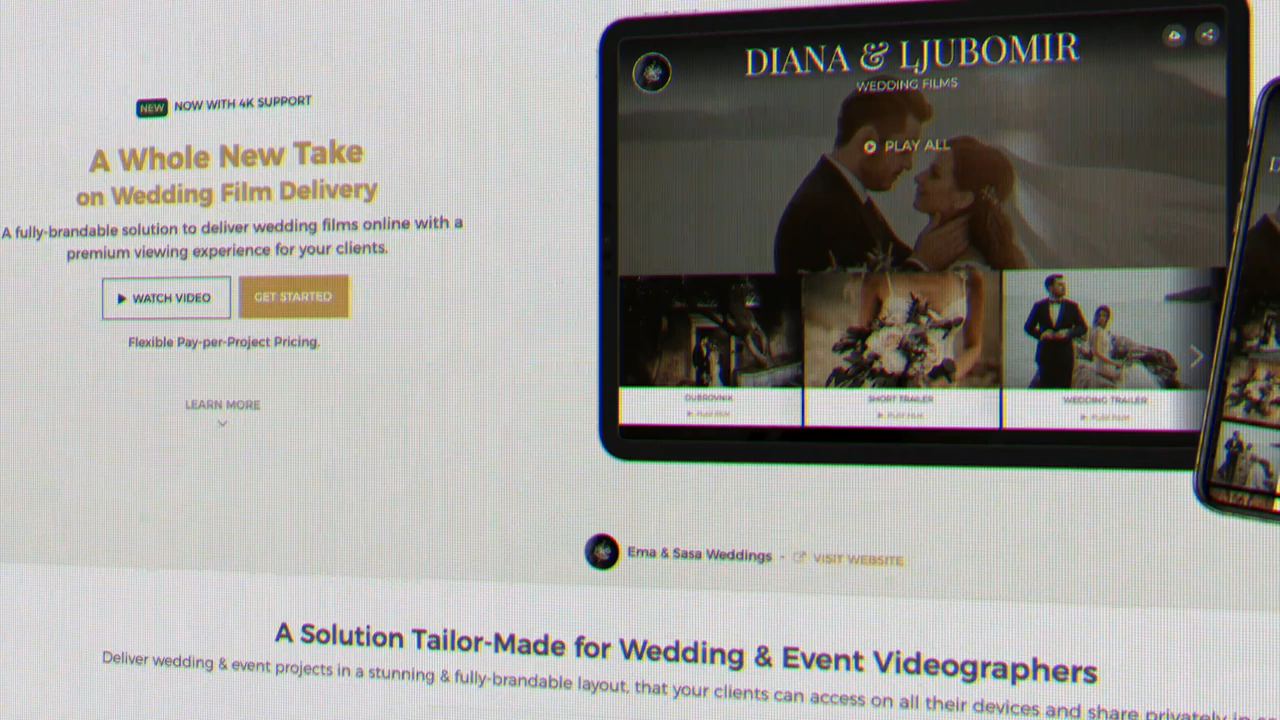 NEW NOW WITH 4K SUPPORT
A Whole New Take
on Wedding Film Delivery
A fully-brandable solution to deliver wedding films online with a
premium viewing experience for your clients.
WATCH VIDEO
GET STARTED
Flexible Pay-per-Project Pricing.
LEARN MORE
DIANA & LJUBOMIR
WEDDING FILMS
PLAY ALL
DUBROVNIK
SHORT TRAILER
WEDDING TRAILER
PLAY FILM
PLAY FILM
PLAY FILM
Ema & Sasa Weddings - VISIT WEBSITE
A Solution Tailor-Made for Wedding & Event Videographers
Deliver wedding & event projects in a stunning & fully-brandable layout, that your clients can access on all their devices and share privately in